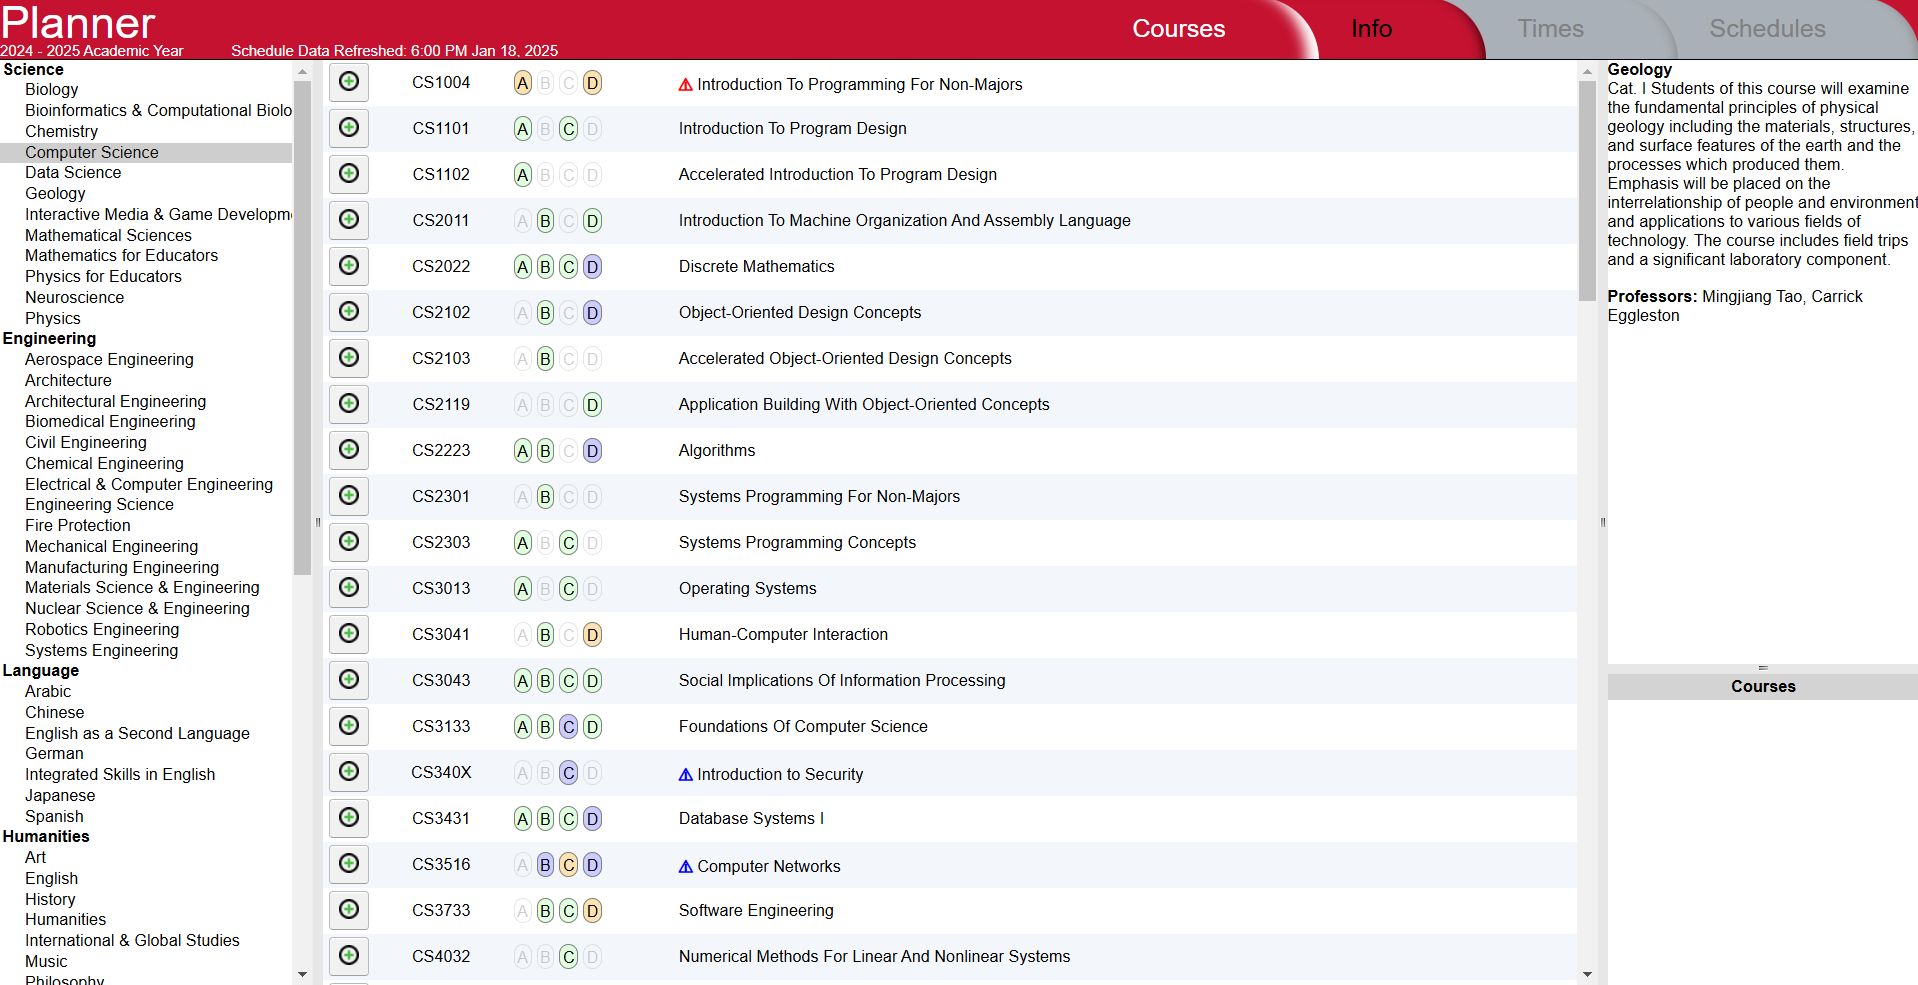 Planner
2024 - 2025 Academic Year Schedule Data Refreshed: 6:00 PM Jan 18, 2025
Courses Info Times Schedules
Science
Biology
Bioinformatics & Computational Biolo
Chemistry
Computer Science
Data Science
Geology
Interactive Media & Game Developm
Mathematical Sciences
Mathematics for Educators
Physics for Educators
Neuroscience
Physics
Engineering
Aerospace Engineering
Architecture
Architectural Engineering
Biomedical Engineering
Civil Engineering
Chemical Engineering
Electrical & Computer Engineering
Engineering Science
Fire Protection
Mechanical Engineering
Manufacturing Engineering
Materials Science & Engineering
Nuclear Science & Engineering
Robotics Engineering
Systems Engineering
Language
Arabic
Chinese
English as a Second Language
German
Integrated Skills in English
Japanese
Spanish
Humanities
Art
English
History
Humanities
International & Global Studies
Music
Philosophy
CS1004 A B C D Introduction To Programming For Non-Majors
CS1101 A B C D Introduction To Program Design
CS1102 A B C D Accelerated Introduction To Program Design
CS2011 A B C D Introduction To Machine Organization And Assembly Language
CS2022 A B C D Discrete Mathematics
CS2102 A B C D Object-Oriented Design Concepts
CS2103 A B C D Accelerated Object-Oriented Design Concepts
CS2119 A B C D Application Building With Object-Oriented Concepts
CS2223 A B C D Algorithms
CS2301 A B C D Systems Programming For Non-Majors
CS2303 A B C D Systems Programming Concepts
CS3013 A B C D Operating Systems
CS3041 A B C D Human-Computer Interaction
CS3043 A B C D Social Implications Of Information Processing
CS3133 A B C D Foundations Of Computer Science
CS340X A B C D Introduction to Security
CS3431 A B C D Database Systems I
CS3516 A B C D Computer Networks
CS3733 A B C D Software Engineering
CS4032 A B C D Numerical Methods For Linear And Nonlinear Systems
Geology
Cat. I Students of this course will examine
the fundamental principles of physical
geology including the materials, structures,
and surface features of the earth and the
processes which produced them.
Emphasis will be placed on the
interrelationship of people and environment
and applications to various fields of
technology. The course includes field trips
and a significant laboratory component.
Professors: Mingjiang Tao, Carrick
Eggleston
Courses